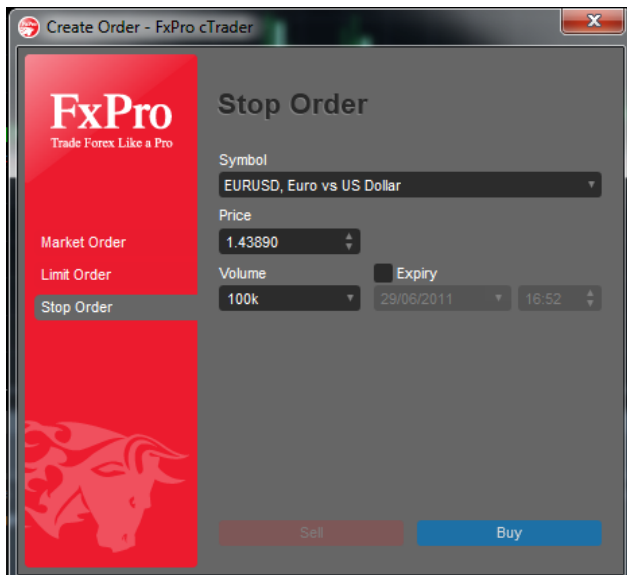 Create Order - FxPro cTrader
FxPro
Trade Forex Like a Pro
Market Order
Limit Order
Stop Order
Stop Order
Symbol
EURUSD, Euro vs US Dollar
Price
1.43890
Volume
Expiry
100k
29/06/2011
16:52
Sell
Buy